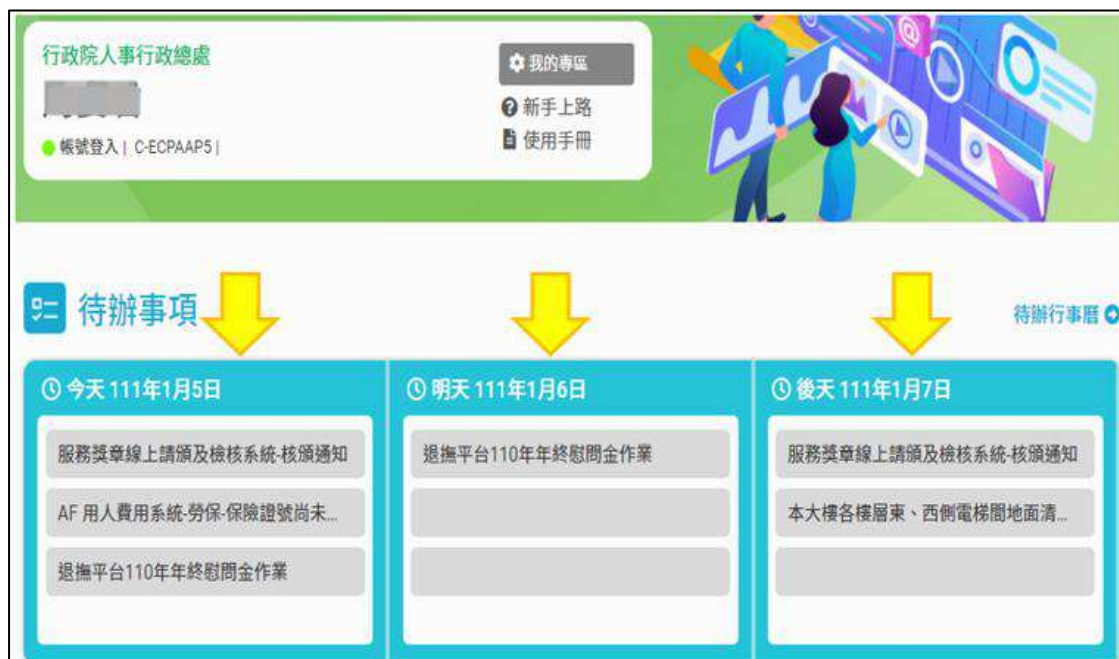 行政院人事行政總處
帳號登入 | C-ECPAAP5 |
我的專區
新手上路
使用手冊
待辦事項
待辦行事曆
今天 111年1月5日
服務獎章線上請頒及檢核系統-核頒通知
AF 用人費用系統-勞保-保險證號尚未...
退撫平台110年年終慰問金作業
明天 111年1月6日
退撫平台110年年終慰問金作業
後天 111年1月7日
服務獎章線上請頒及檢核系統-核頒通知
本大樓各樓層東、西側電梯間地面清...